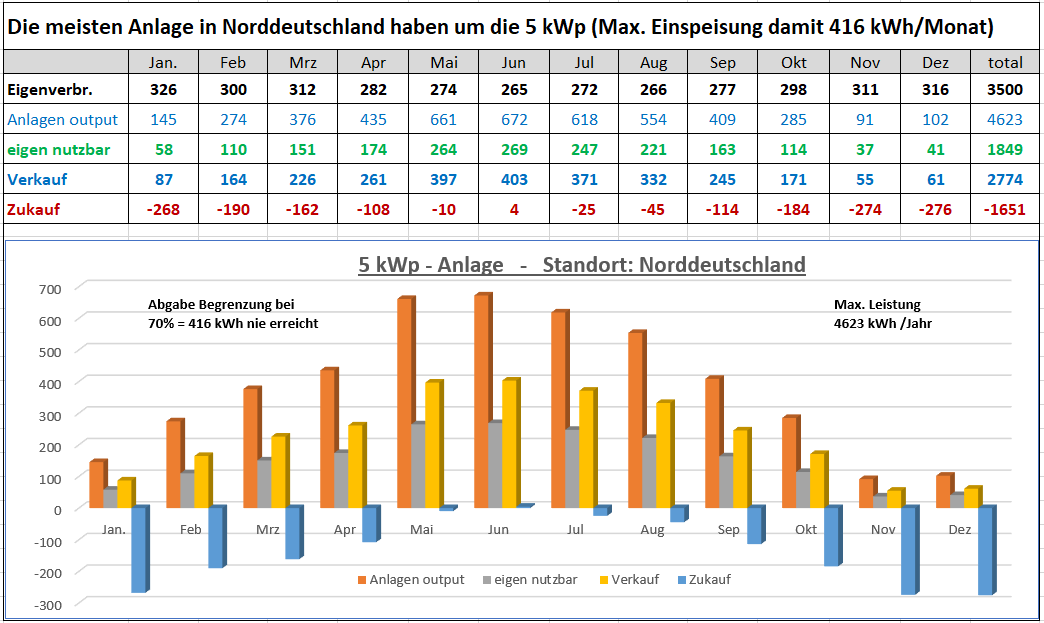 Die meisten Anlage in Norddeutschland haben um die 5 kWp (Max. Einspeisung damit 416 kWh/Monat)
Jan. Feb Mrz Apr Mai Jun Jul Aug Sep Okt Nov Dez total
Eigenverbr. 326 300 312 282 274 265 272 266 277 298 311 316 3500
Anlagen output 145 274 376 435 661 672 618 554 409 285 91 102 4623
eigen nutzbar 58 110 151 174 264 269 247 221 163 114 37 41 1849
Verkauf 87 164 226 261 397 403 371 332 245 171 55 61 2774
Zukauf -268 -190 -162 -108 -10 4 -25 -45 -114 -184 -274 -276 -1651
5 kWp - Anlage - Standort: Norddeutschland
Abgabe Begrenzung bei
70% = 416 kWh nie erreicht
Max. Leistung
4623 kWh /Jahr
700
600
500
400
300
200
100
0
-100
-200
-300
Jan. Feb Mrz Apr Mai Jun Jul Aug Sep Okt Nov Dez
Anlagen output eigen nutzbar Verkauf Zukauf